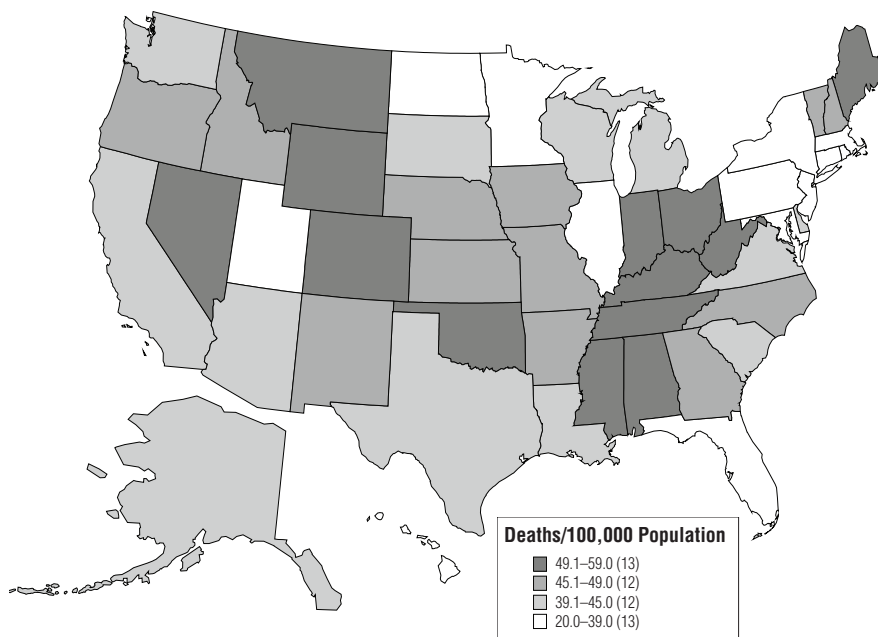 Deaths/100,000 Population
49.1–59.0 (13)
45.1–49.0 (12)
39.1–45.0 (12)
20.0–39.0 (13)